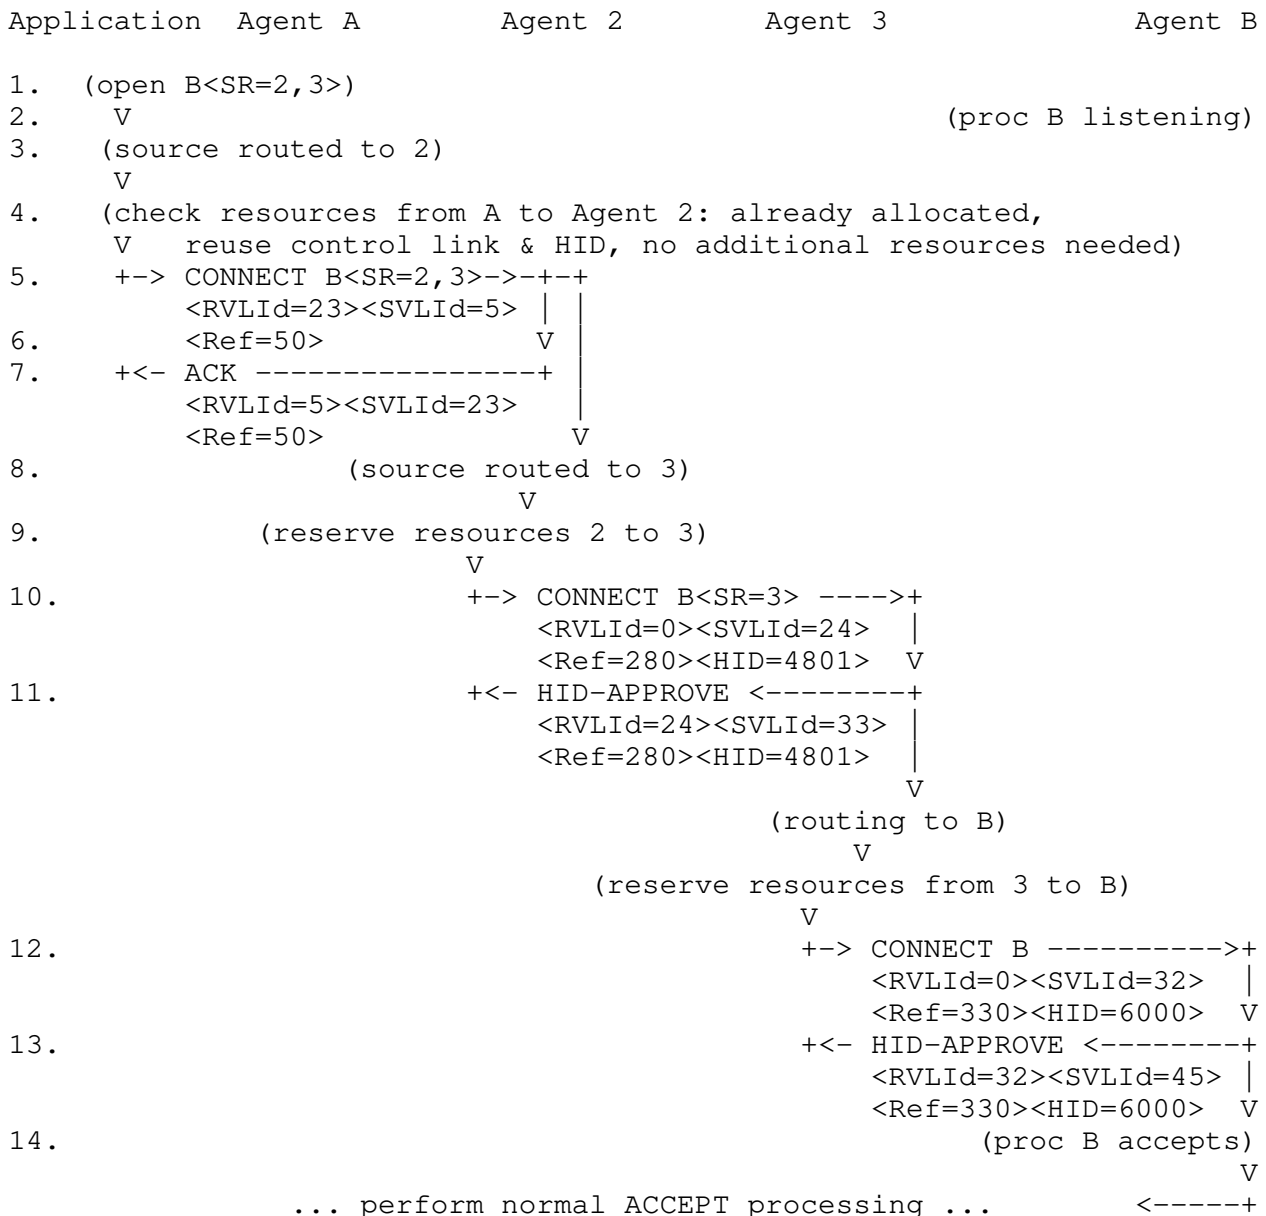 Application  Agent A        Agent 2        Agent 3              Agent B
1.   (open B<SR=2,3>)
2.     V                                              (proc B listening)
3.    (source routed to 2)
       V
4.    (check resources from A to Agent 2: already allocated,
       V   reuse control link & HID, no additional resources needed)
5.     +-> CONNECT B<SR=2,3>->-+-+
           <RVLId=23><SVLId=5> | |
6.         <Ref=50>            V |
7.     +<- ACK ----------------+ |
           <RVLId=5><SVLId=23>   |
           <Ref=50>              V
8.                  (source routed to 3)
                              V
9.             (reserve resources 2 to 3)
                           V
10.                        +-> CONNECT B<SR=3> ---->+
                               <RVLId=0><SVLId=24>  |
                               <Ref=280><HID=4801>  V
11.                        +<- HID-APPROVE <--------+
                               <RVLId=24><SVLId=33> |
                               <Ref=280><HID=4801>  |
                                                    V
                                            (routing to B)
                                                 V
                                  (reserve resources from 3 to B)
                                              V
12.                                           +-> CONNECT B ---------->+
                                                  <RVLId=0><SVLId=32>  |
                                                  <Ref=330><HID=6000>  V
13.                                           +<- HID-APPROVE <--------+
                                                  <RVLId=32><SVLId=45> |
                                                  <Ref=330><HID=6000>  V
14.                                                     (proc B accepts)
                                                                       V
                ... perform normal ACCEPT processing ...         <-----+